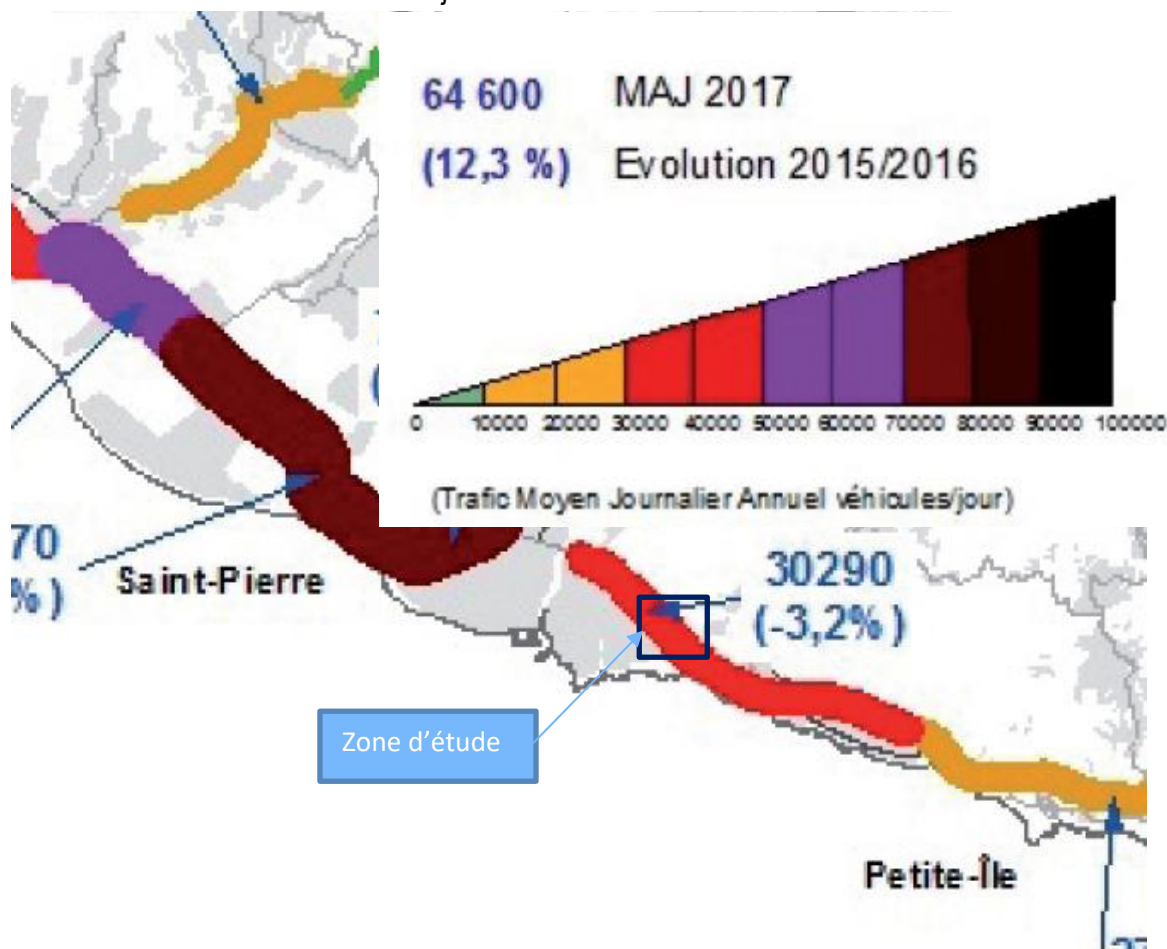 64 600 MAJ 2017
(12,3 %) Evolution 2015/2016
0 10000 20000 30000 40000 50000 60000 70000 80000 90000 100000
(Trafic Moyen Journalier Annuel véhicules/jour)
70
%)
Saint-Pierre
30290
(-3,2%)
Zone d'étude
Petite-Île